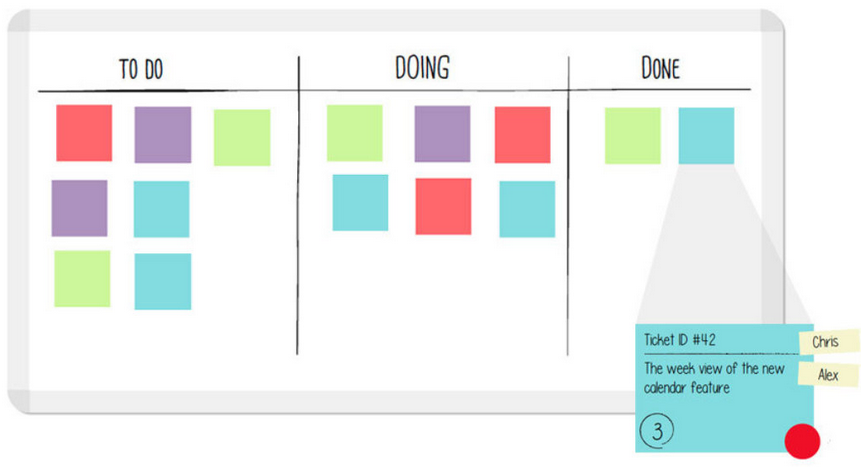 TO DO
DOING
DONE
Ticket ID #42
Chris
The week view of the new
calendar feature
Alex
3